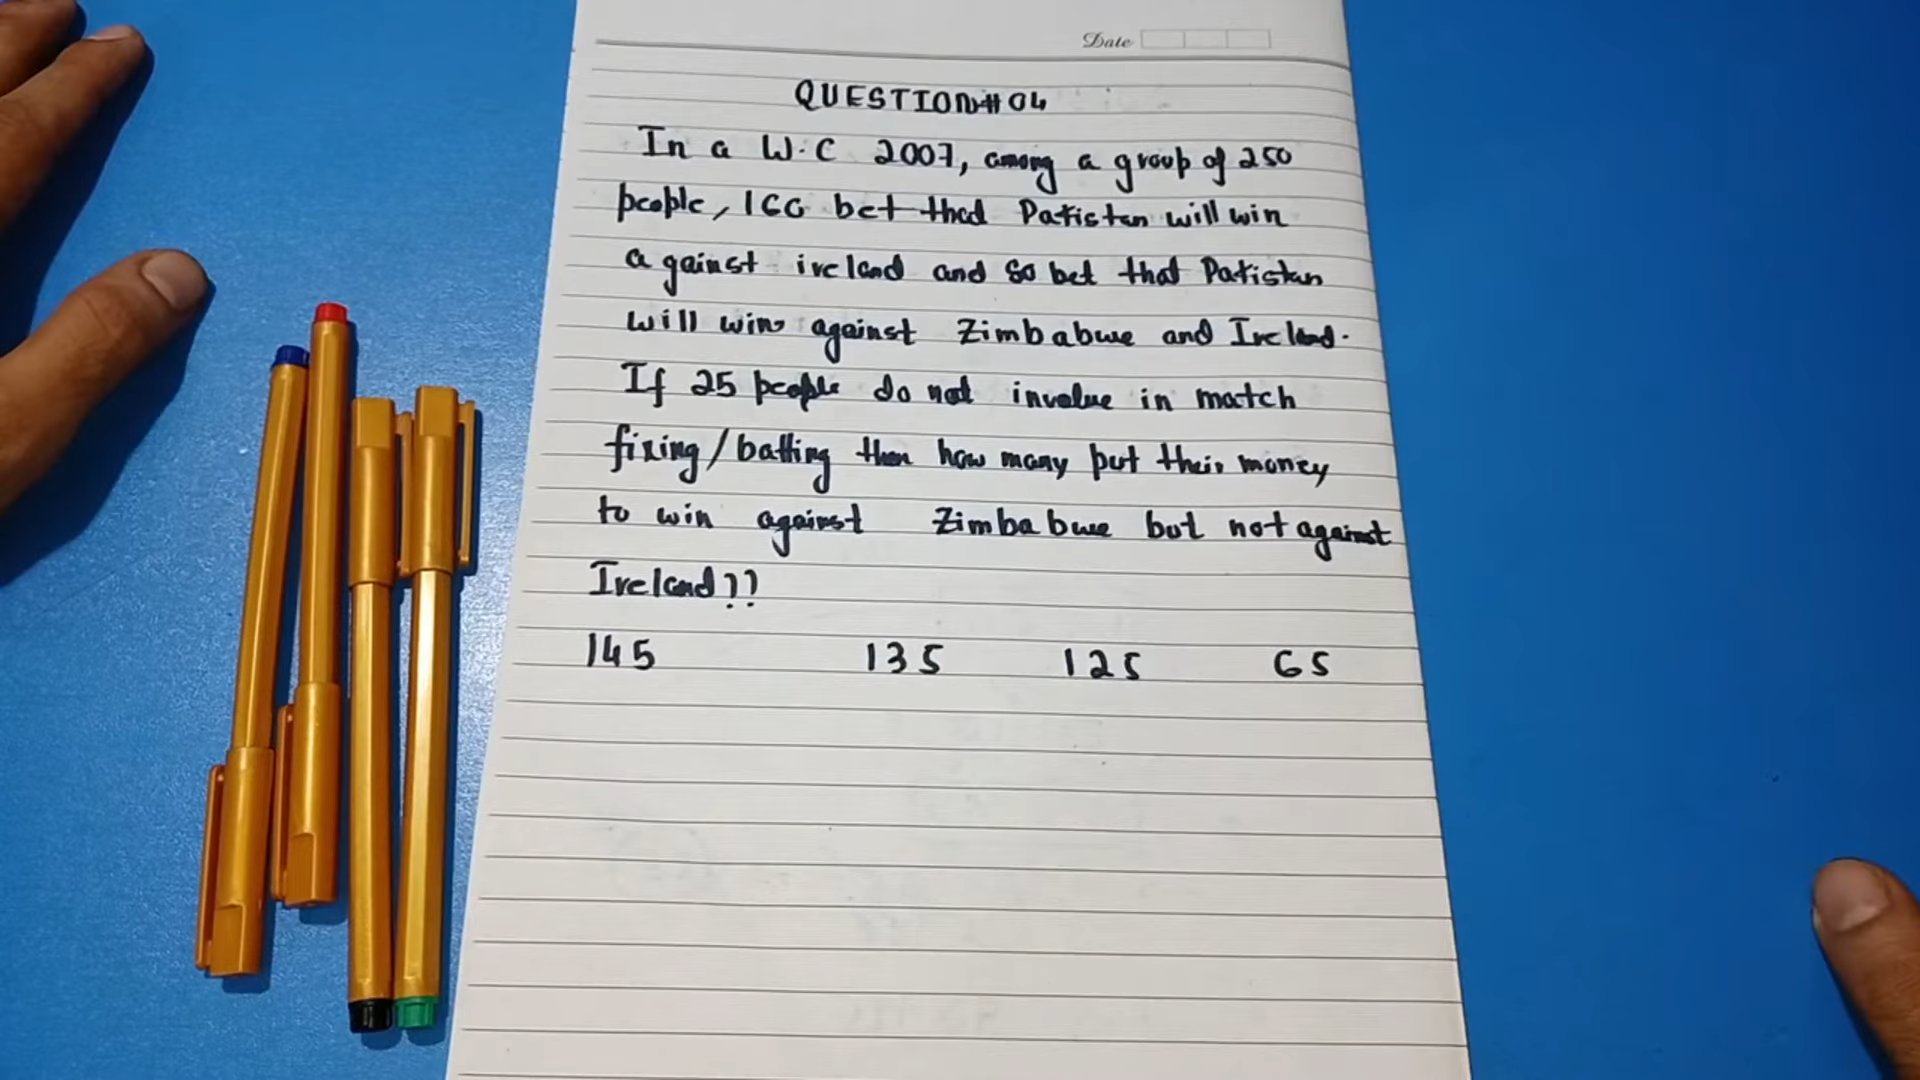 Date
QUESTION # 04
In a W.C 2007, among a group of 250
people, 160 bet that Pakistan will win
against ireland and 80 bet that Pakistan
will win against Zimbabwe and Ireland.
If 25 people do not involve in match
fixing/batting then how many put their money
to win against Zimbabwe but not against
Ireland??
145 135 125 65